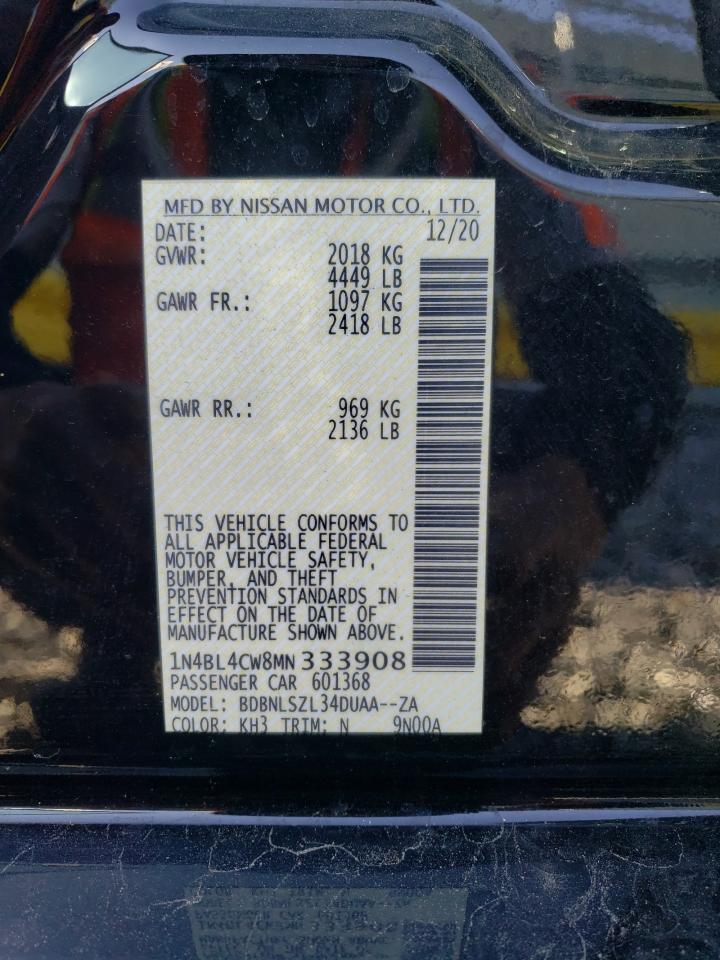 MFD BY NISSAN MOTOR CO., LTD.
DATE: 12/20
GVWR: 2018 KG
4449 LB
GAWR FR.: 1097 KG
2418 LB
GAWR RR.: 969 KG
2136 LB
THIS VEHICLE CONFORMS TO
ALL APPLICABLE FEDERAL
MOTOR VEHICLE SAFETY,
BUMPER, AND THEFT
PREVENTION STANDARDS IN
EFFECT ON THE DATE OF
MANUFACTURE SHOWN ABOVE.
1N4BL4CW8MN333908
PASSENGER CAR 601368
MODEL: BDBNLSZL34DUAA--ZA
COLOR: KH3 TRIM: N 9N00A